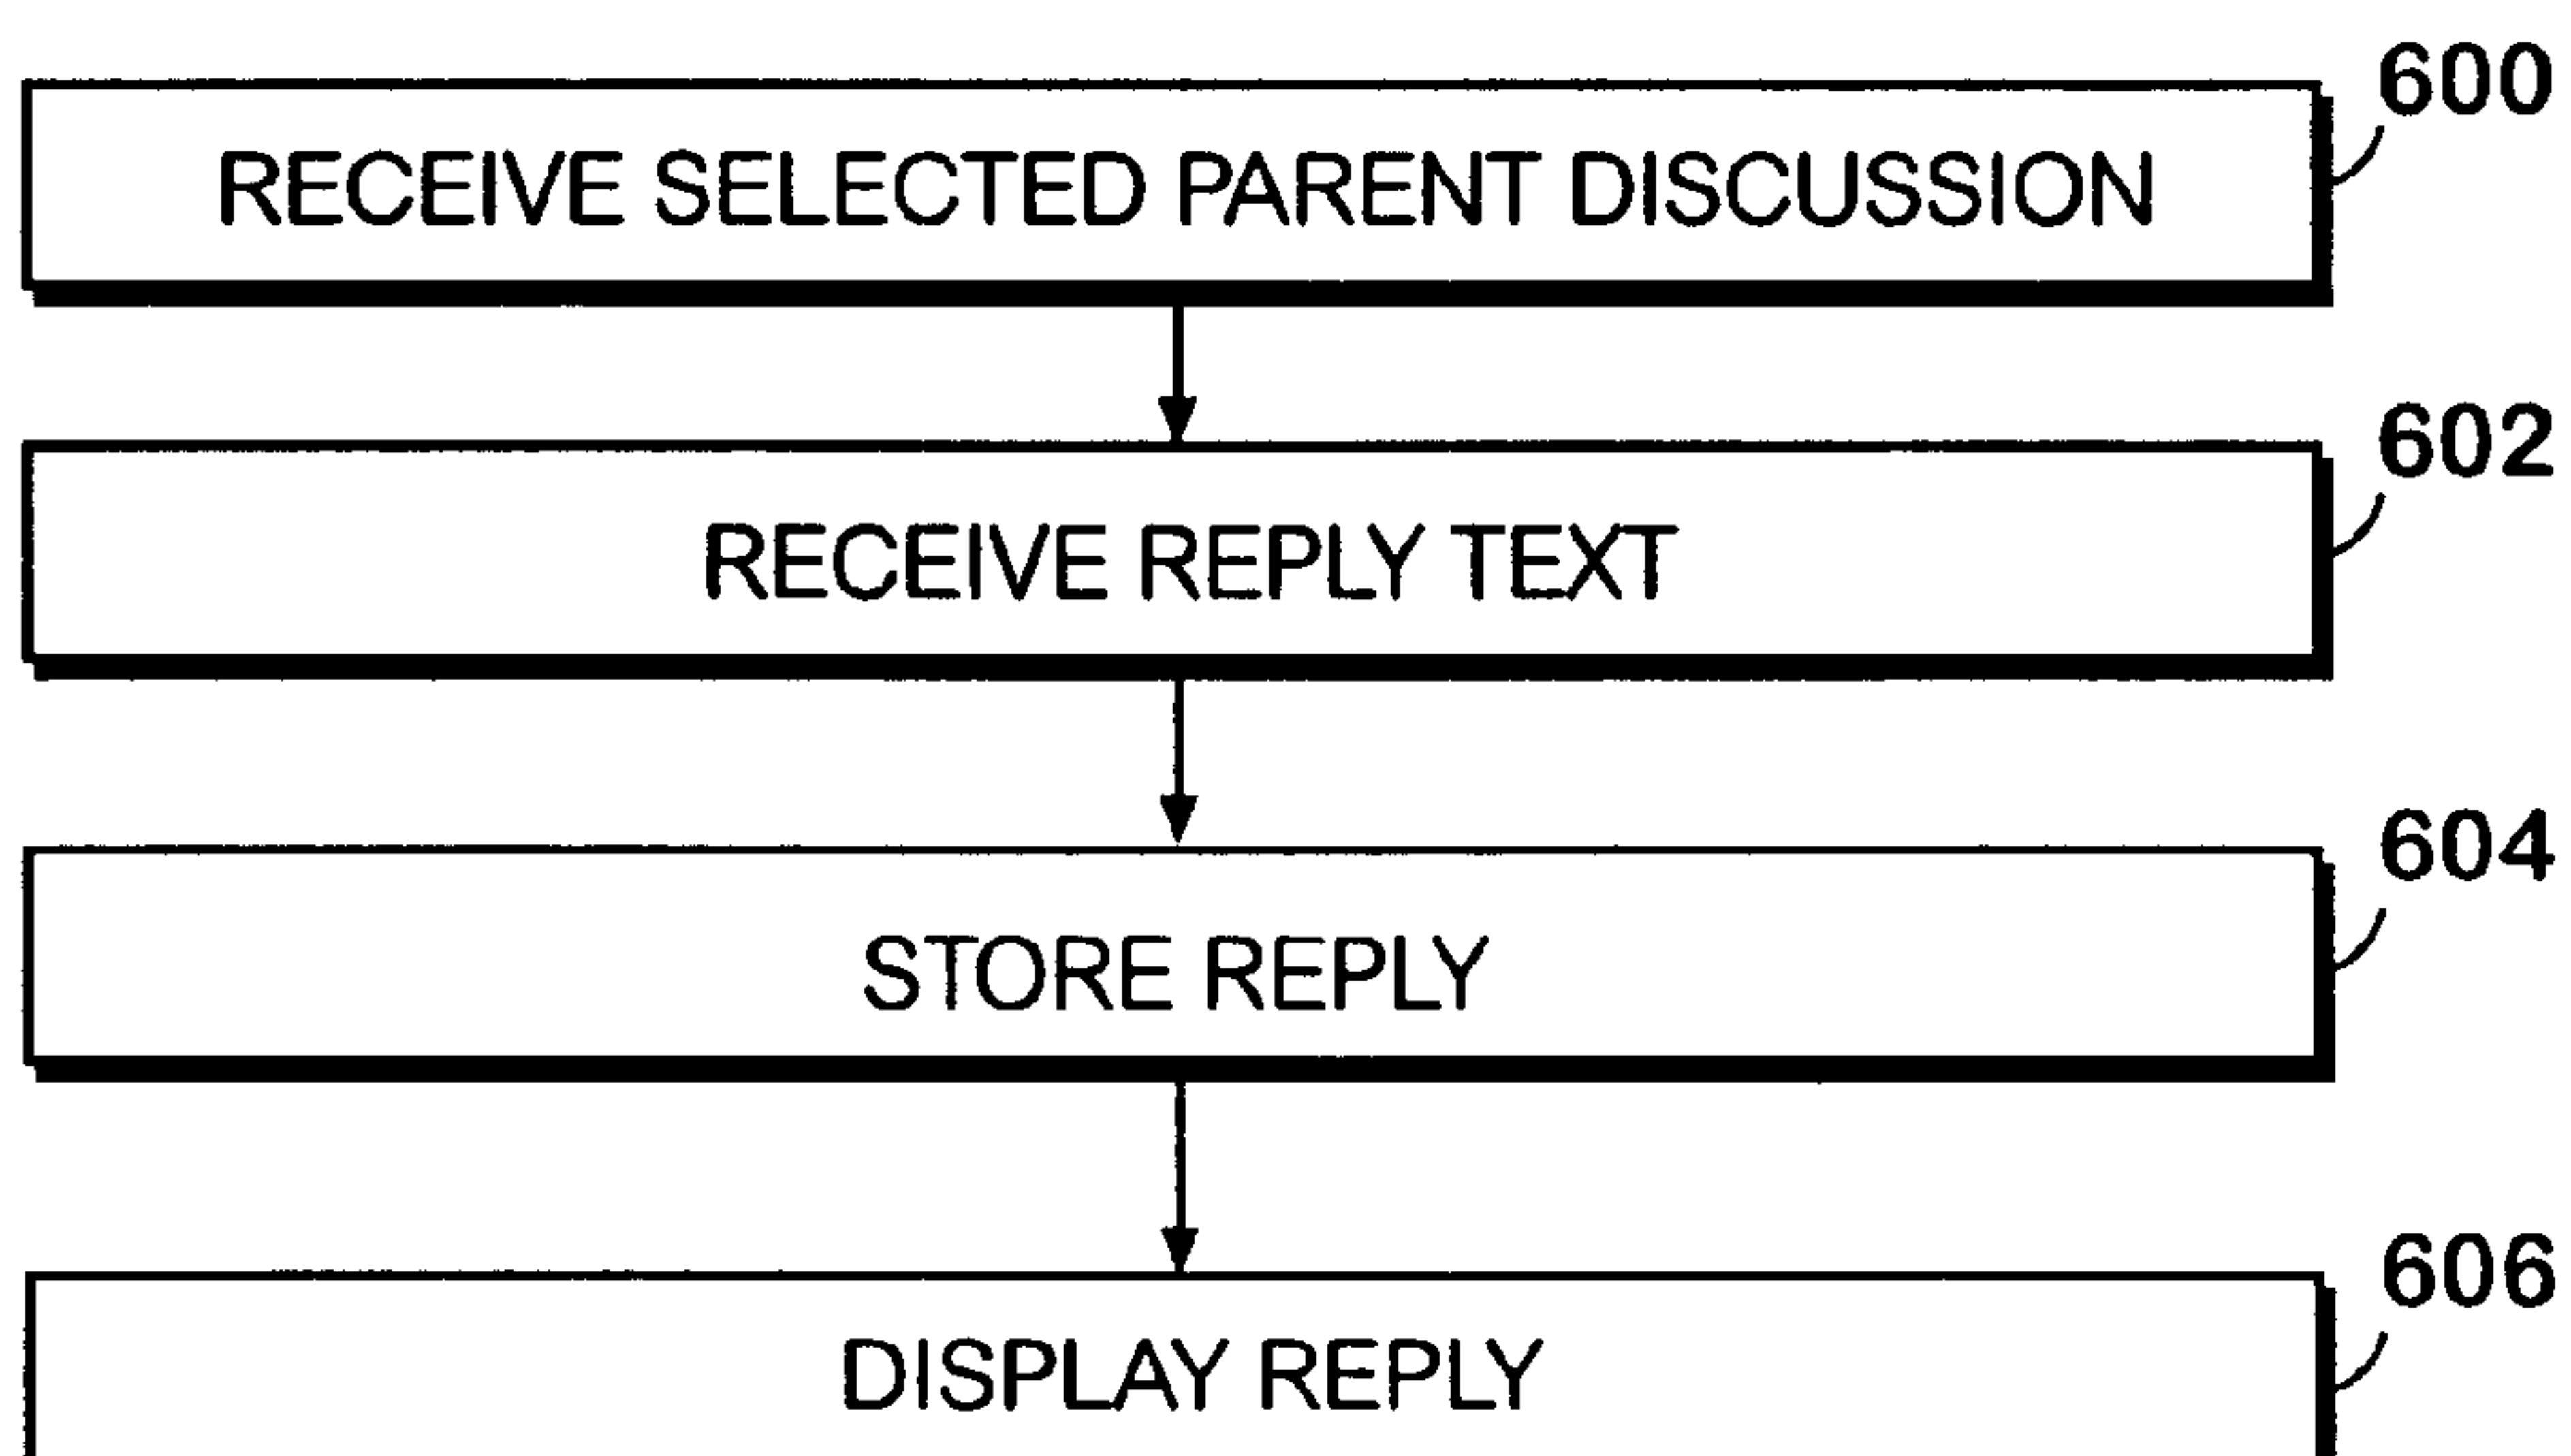 600
RECEIVE SELECTED PARENT DISCUSSION
602
RECEIVE REPLY TEXT
604
STORE REPLY
606
DISPLAY REPLY